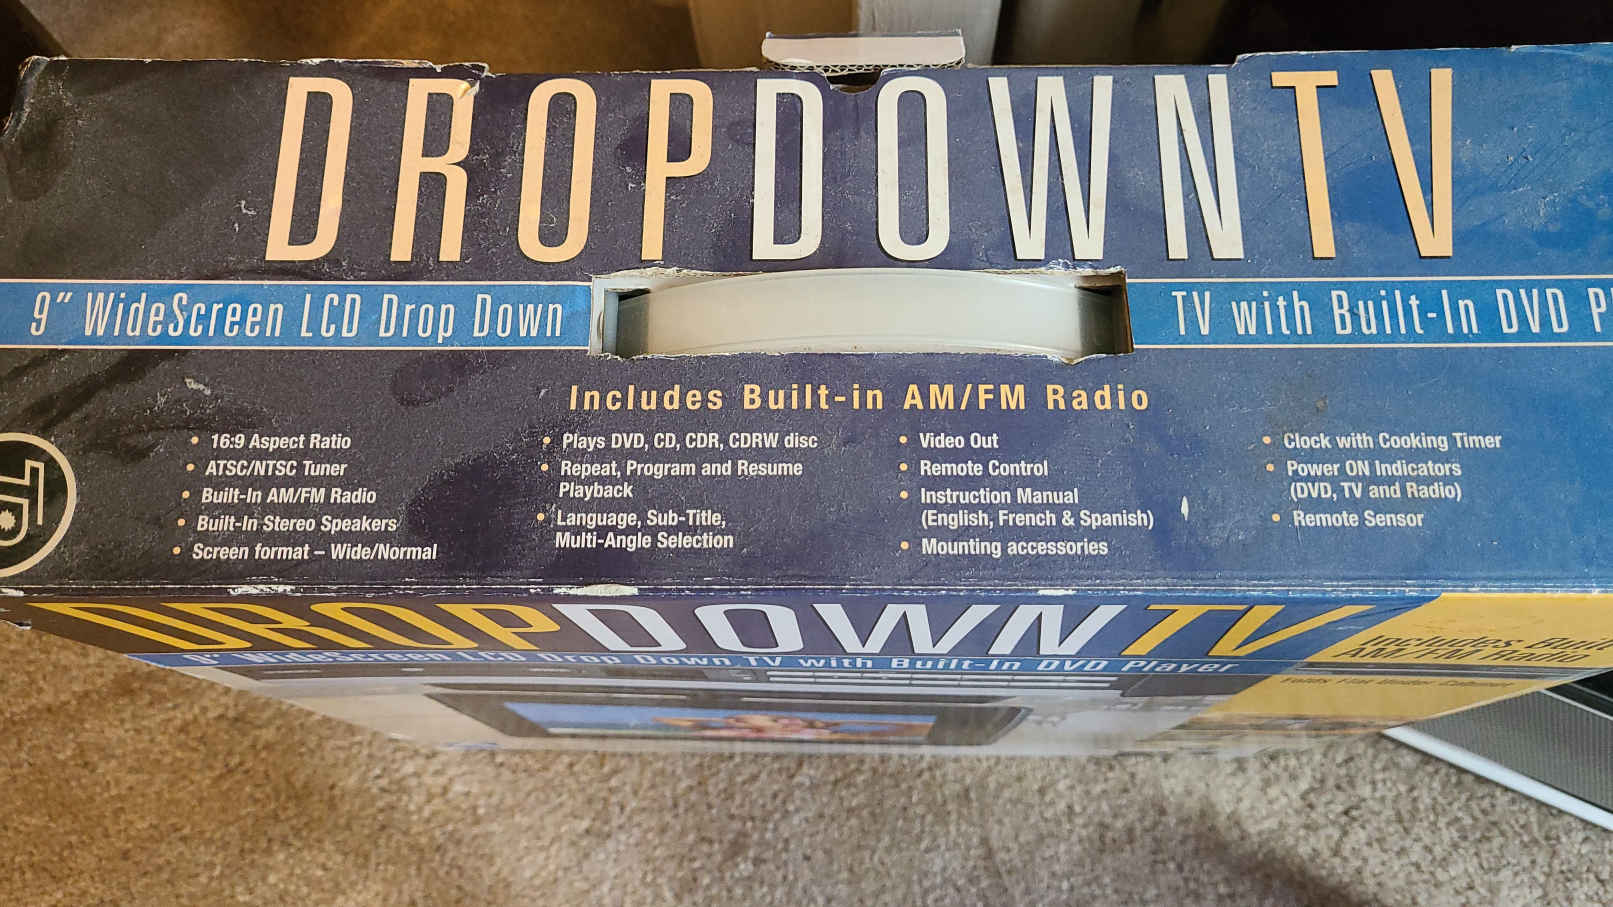 DROPDOWNTV
9" WideScreen LCD Drop Down TV with Built-In DVD
Includes Built-in AM/FM Radio
• 16:9 Aspect Ratio
• ATSC/NTSC Tuner
• Built-In AM/FM Radio
• Built-In Stereo Speakers
• Screen format – Wide/Normal
• Plays DVD, CD, CDR, CDRW disc
• Repeat, Program and Resume
Playback
• Language, Sub-Title,
Multi-Angle Selection
• Video Out
• Remote Control
• Instruction Manual
(English, French & Spanish)
• Mounting accessories
• Clock with Cooking Timer
• Power ON Indicators
(DVD, TV and Radio)
• Remote Sensor
DROPDOWNTV
9" WideScreen LCD Drop Down TV with Built-In DVD Player
Includes Built
AM/FM Radio